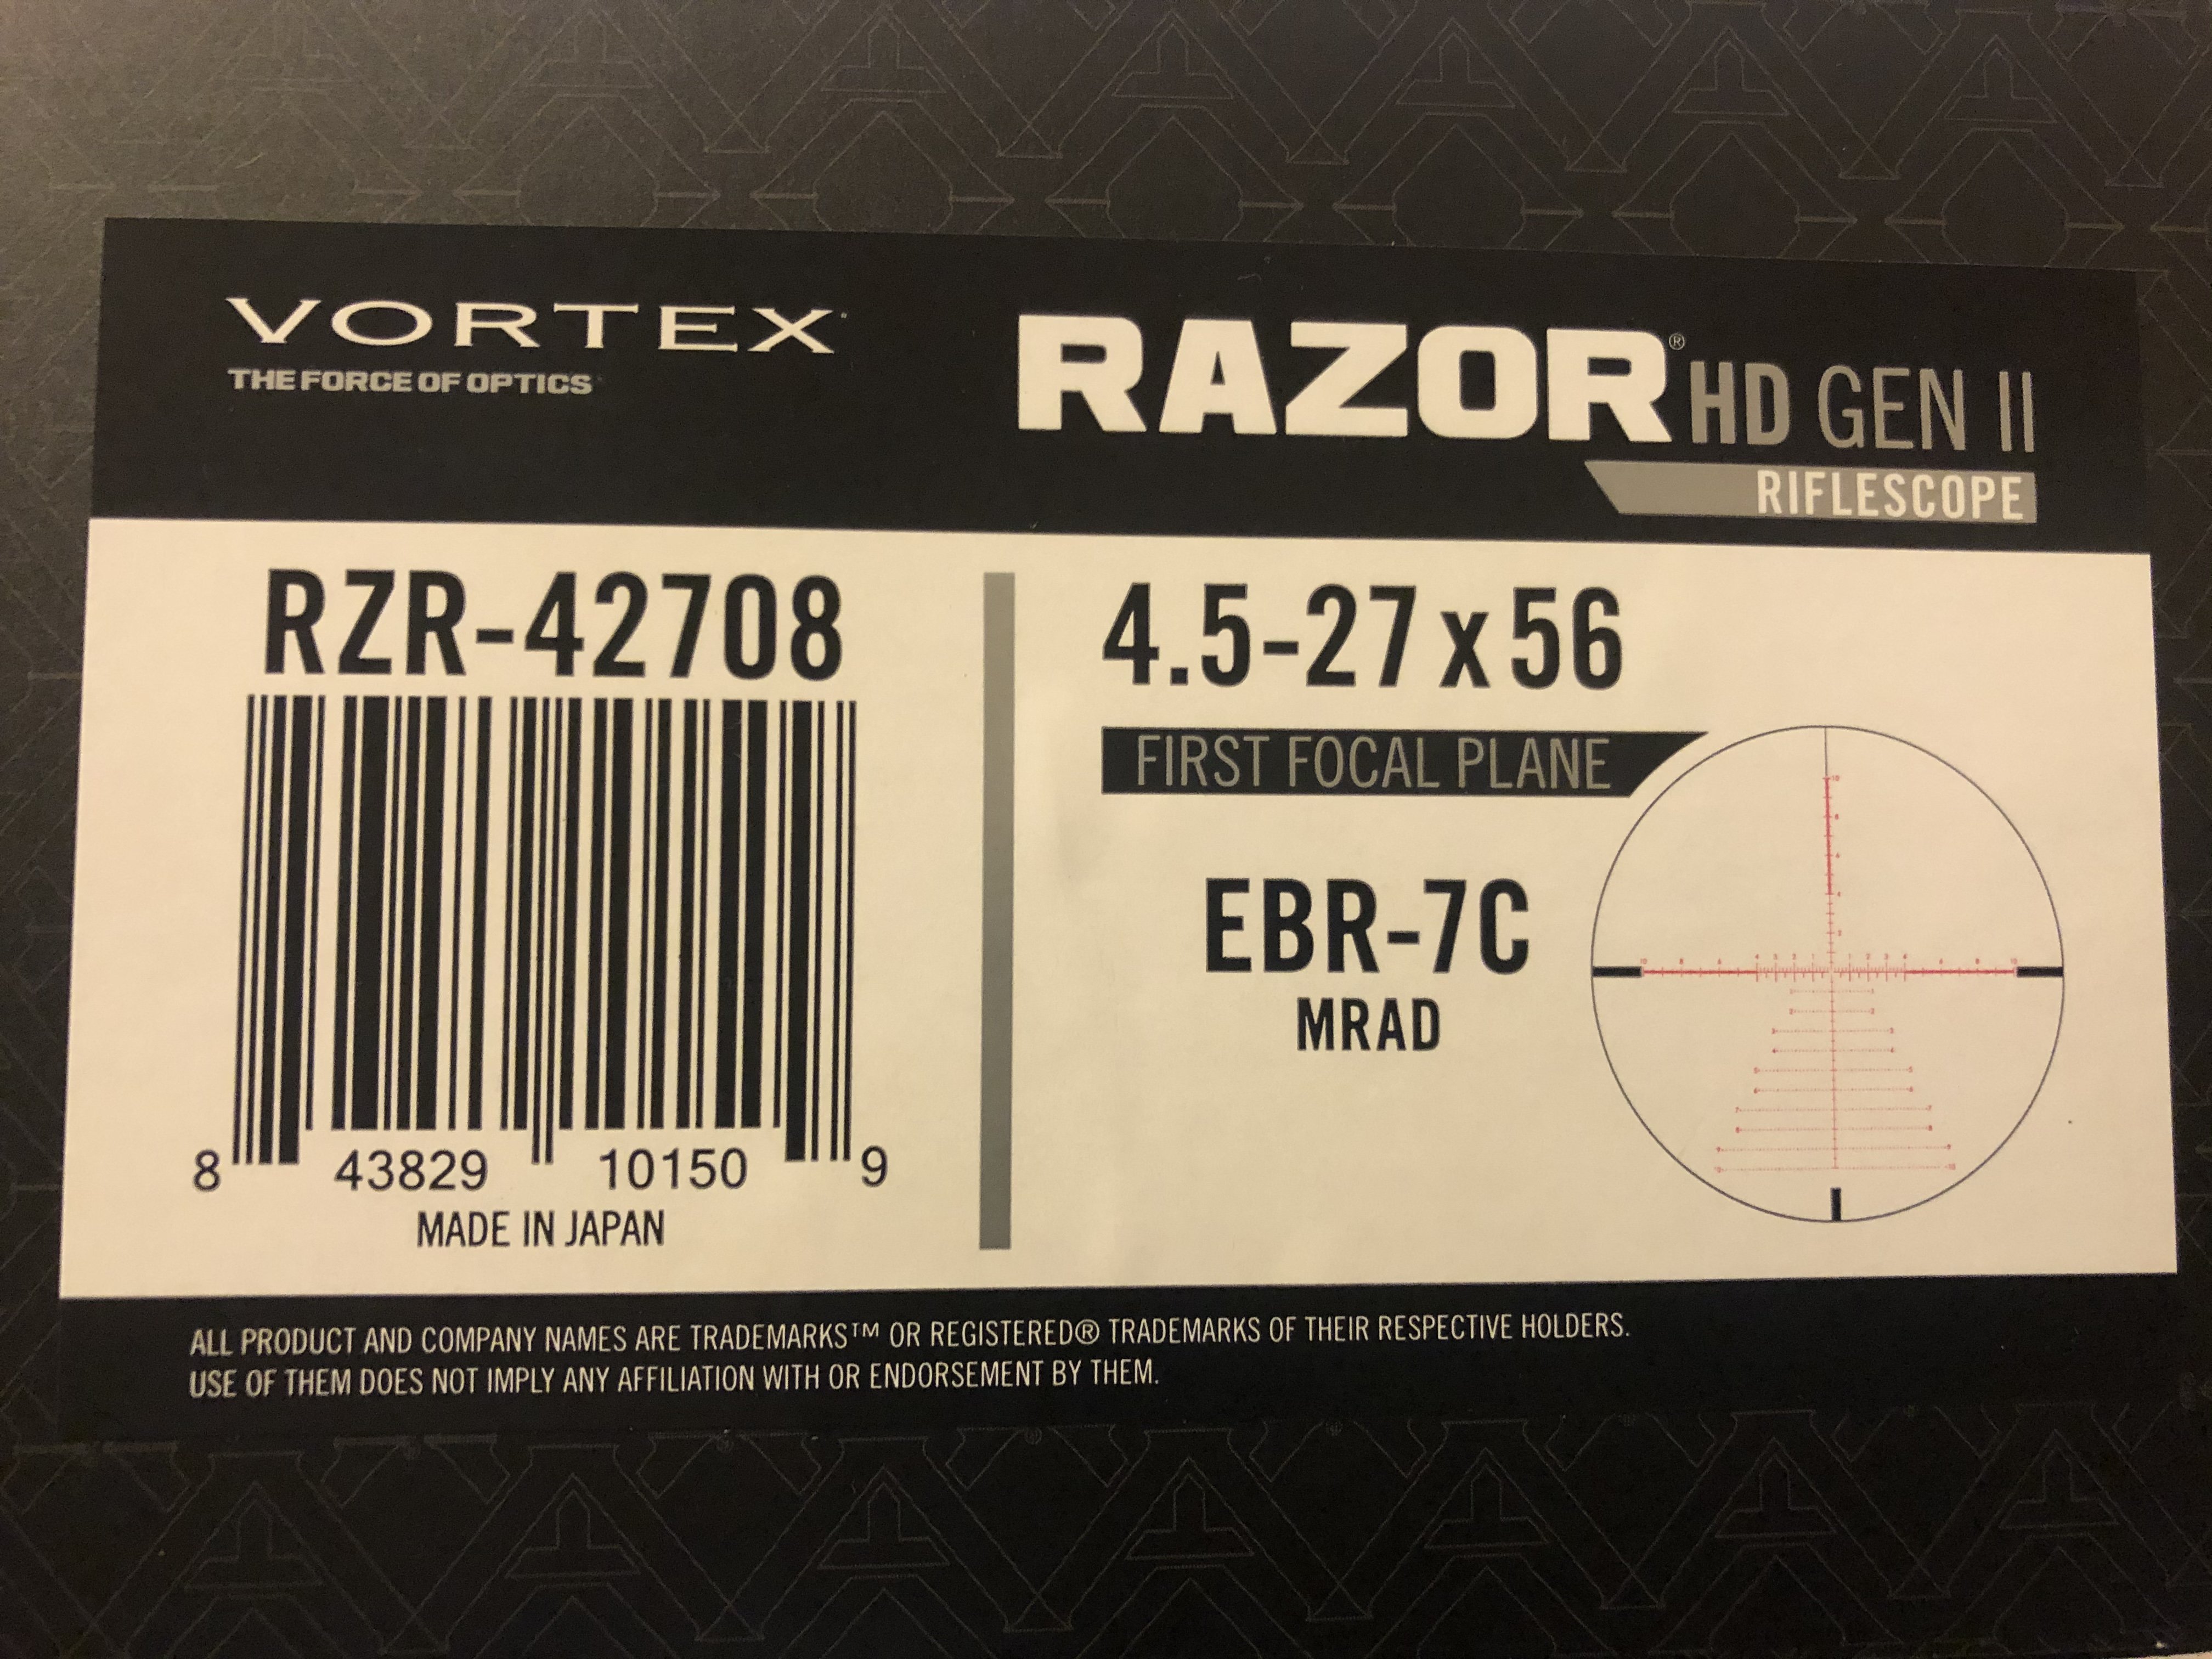 VORTEX
THE FORCE OF OPTICS
RAZOR® HD GEN II
RIFLESCOPE
RZR-42708
8 43829 10150 9
MADE IN JAPAN
4.5-27x56
FIRST FOCAL PLANE
EBR-7C
MRAD
ALL PRODUCT AND COMPANY NAMES ARE TRADEMARKS™ OR REGISTERED® TRADEMARKS OF THEIR RESPECTIVE HOLDERS.
USE OF THEM DOES NOT IMPLY ANY AFFILIATION WITH OR ENDORSEMENT BY THEM.